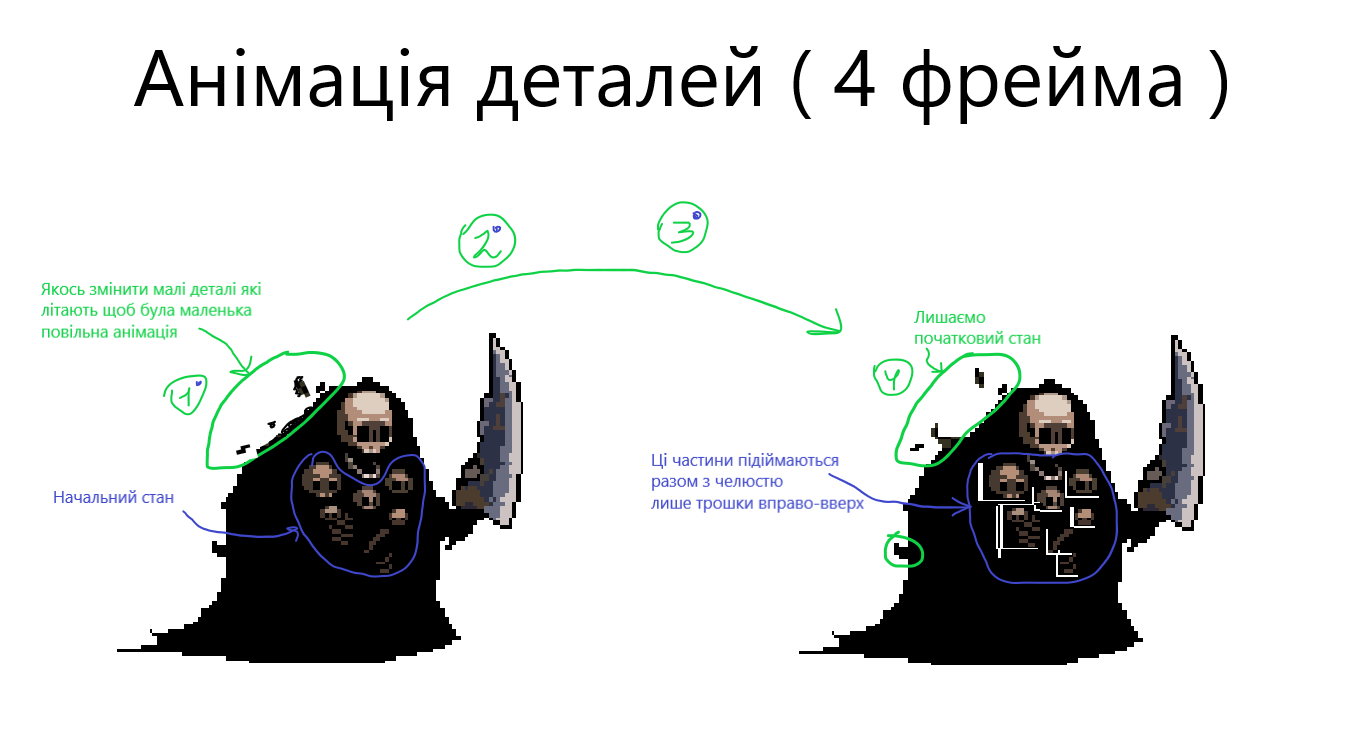 Анімація деталей ( 4 фрейма )
2
3
Якось змінити малі деталі які
літають щоб була маленька
повільна анімація
Лишаємо
початковий стан
1
4
Ці частини підіймаються
разом з челюстю
лише трошки вправо-вверх
Начальний стан